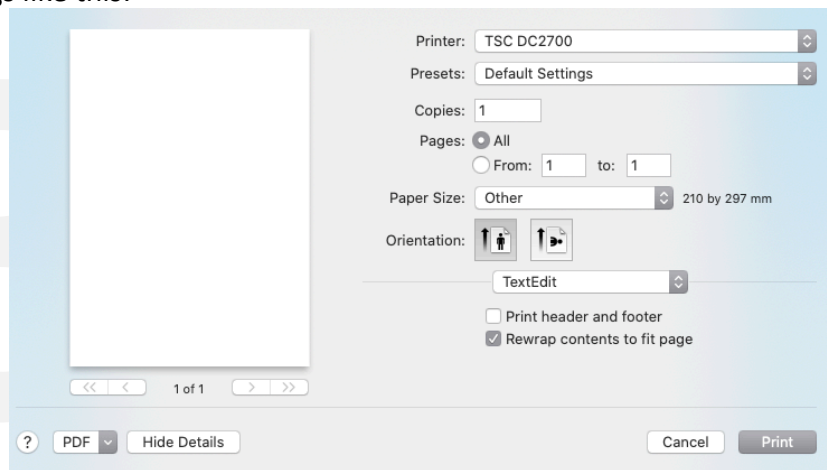 like this:
Printer: TSC DC2700
Presets: Default Settings
Copies: 1
Pages: All
From: 1 to: 1
Paper Size: Other 210 by 297 mm
Orientation:
TextEdit
Print header and footer
Rewrap contents to fit page
<< < 1 of 1 > >>
? PDF Hide Details Cancel Print